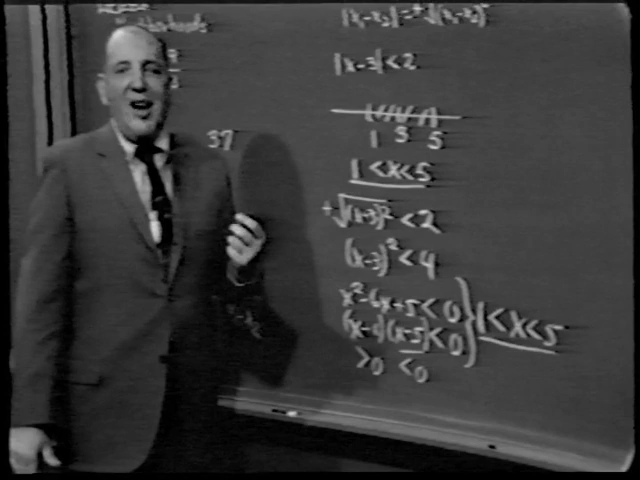 |x₁-x₂|=+√(x₁-x₂)²
|x-3|<2
37
1 3 5
1<x<5
+√(x-3)² <2
(x-3)²<4
x²-6x+5<0
(x-1)(x-5)<0 } 1<x<5
>0 <0